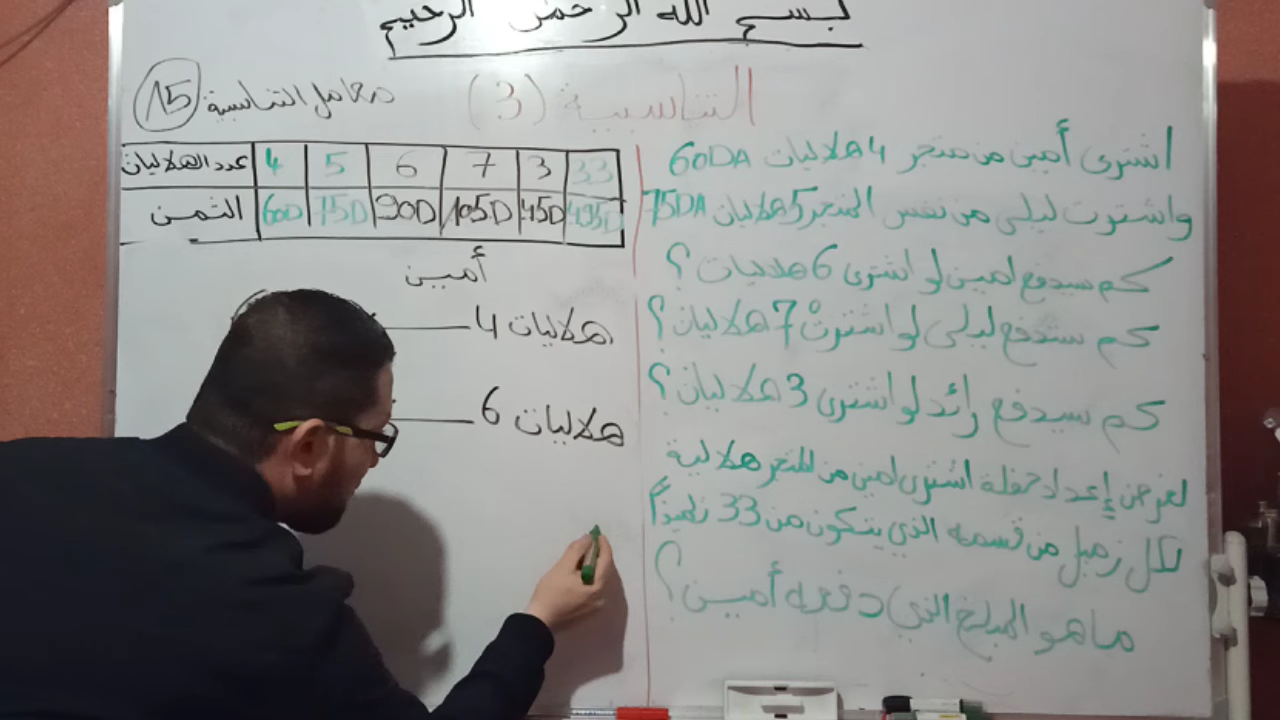 بسم الله الرحمن الرحيم
التناسبية (3)
معامل التناسبية 15
اشترى أمين من متجر 4 هلاليات 60DA
واشترت ليلى من نفس المتجر 5 هلاليات 75DA
كم سيدفع امين لو اشترى 6 هلاليات ؟
كم ستدفع ليلى لو اشترتْ 7 هلاليات ؟
كم سيدفع رائد لو اشترى 3 هلاليات ؟
لغرض إعداد حفلة اشترى امين من المتجر هلالية
لكل زميل من قسمه الذي يتكون من 33 تلميذاً
ماهو المبلغ الذي دفعه أمين ؟
عدد الهلاليات 4 5 6 7 3 33
الثمن 60D 75D 90D 105D 45D 495D
أمين
4 هلاليات
6 هلاليات